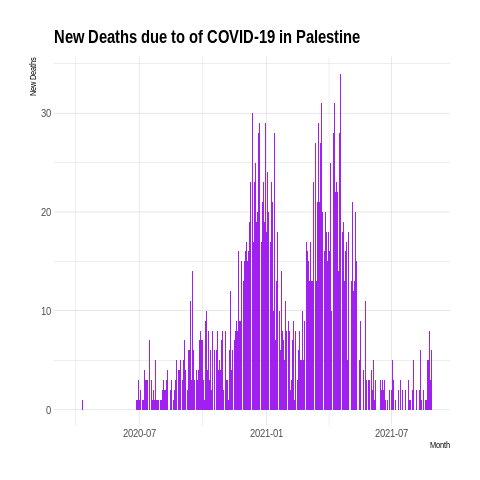 New Deaths due to of COVID-19 in Palestine
New Deaths
30
20
10
0
2020-07 2021-01 2021-07
Month